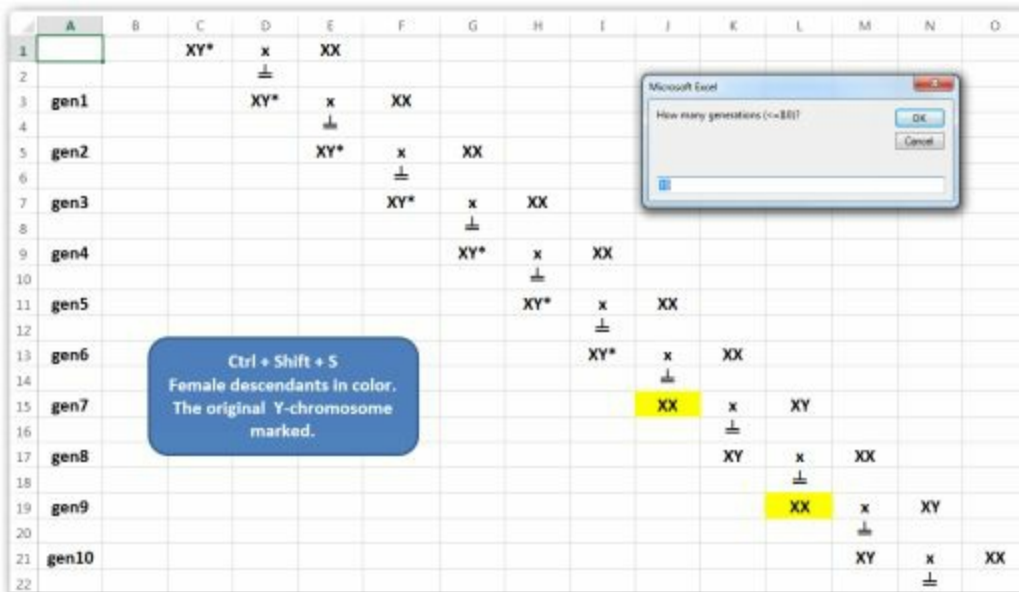 A B C D E F G H I J K L M N O
1 XY* x XX
2 ╧
3 gen1 XY* x XX
4 ╧
5 gen2 XY* x XX
6 ╧
7 gen3 XY* x XX
8 ╧
9 gen4 XY* x XX
10 ╧
11 gen5 XY* x XX
12 ╧
13 gen6 XY* x XX
14 ╧
15 gen7 XX x XY
16 ╧
17 gen8 XY x XX
18 ╧
19 gen9 XX x XY
20 ╧
21 gen10 XY x XX
22 ╧
Microsoft Excel
How many generations
OK
Cancel
Ctrl + Shift + S
Female descendants in color.
The original Y-chromosome
marked.